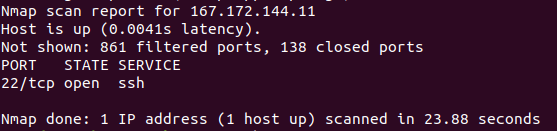 Nmap scan report for 167.172.144.11
Host is up (0.0041s latency).
Not shown: 861 filtered ports, 138 closed ports
PORT   STATE SERVICE
22/tcp open  ssh
Nmap done: 1 IP address (1 host up) scanned in 23.88 seconds